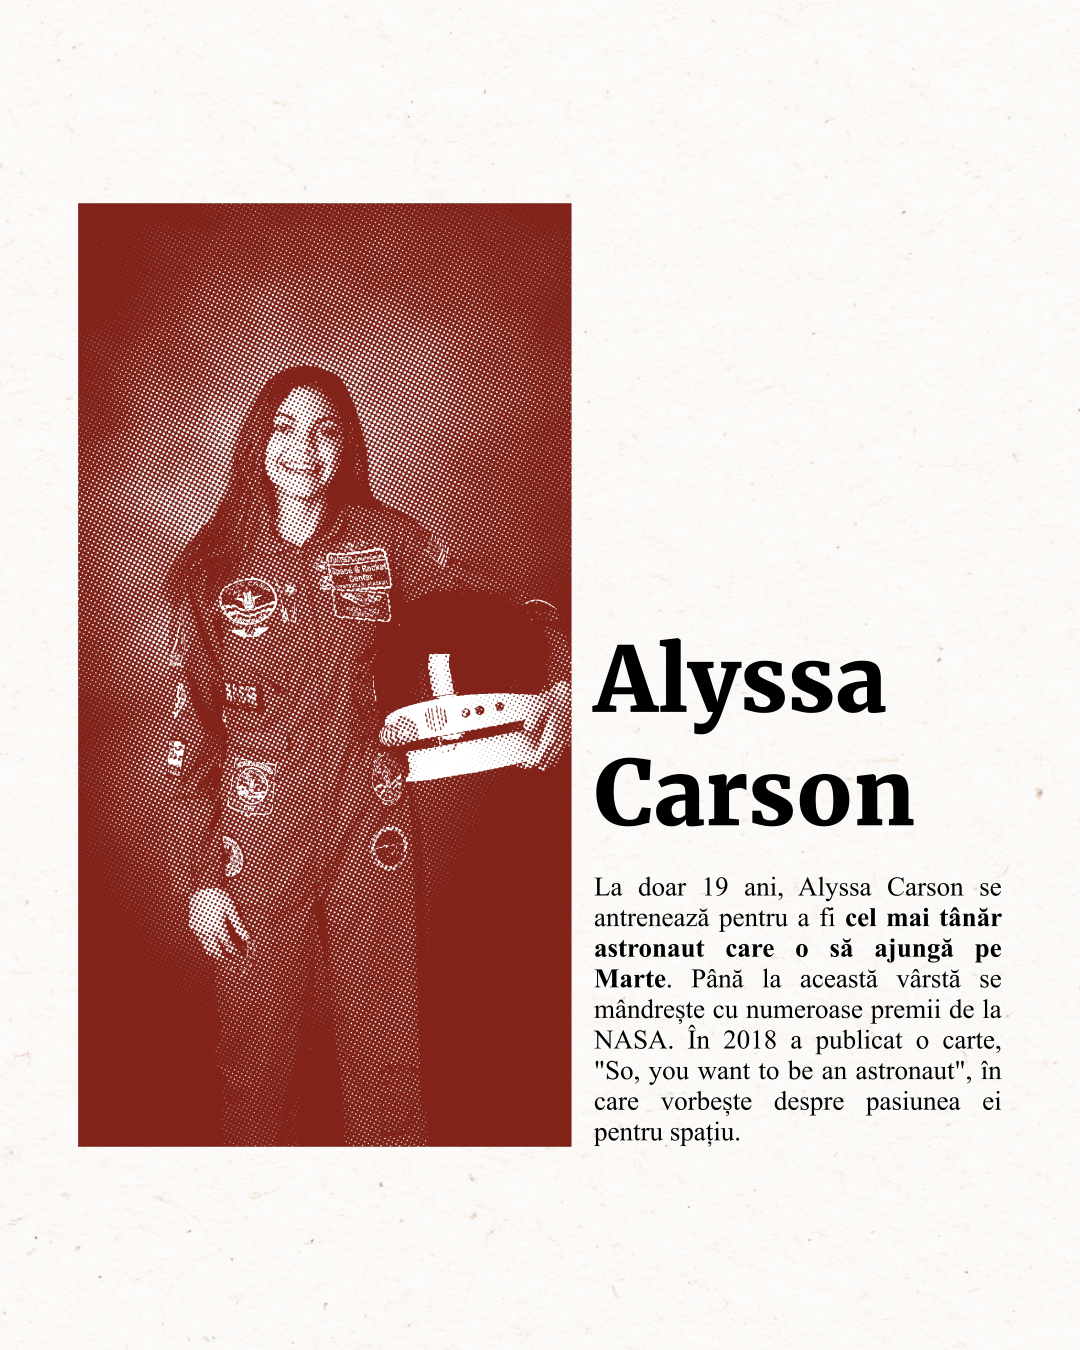 Space & Rocket
Center
Alyssa
Carson
La doar 19 ani, Alyssa Carson se
antrenează pentru a fi cel mai tânăr
astronaut care o să ajungă pe
Marte. Până la această vârstă se
mândrește cu numeroase premii de la
NASA. În 2018 a publicat o carte,
"So, you want to be an astronaut", în
care vorbește despre pasiunea ei
pentru spațiu.